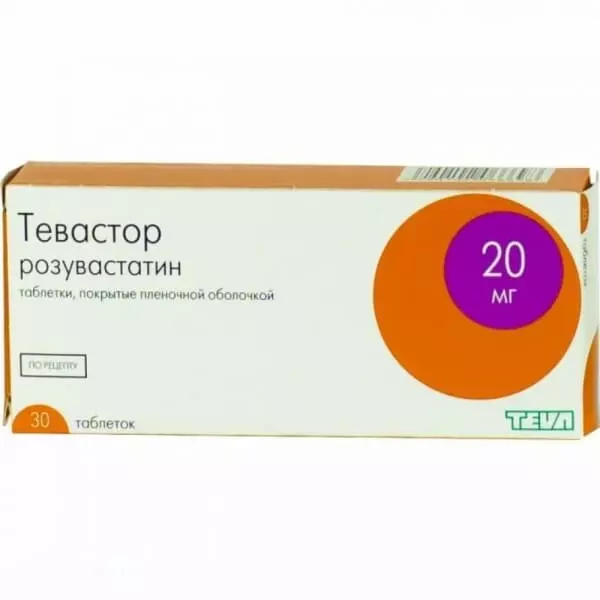 Тевастор
розувастатин
таблетки, покрытые пленочной оболочкой
20
мг
ПО РЕЦЕПТУ
30 таблеток
TEVA